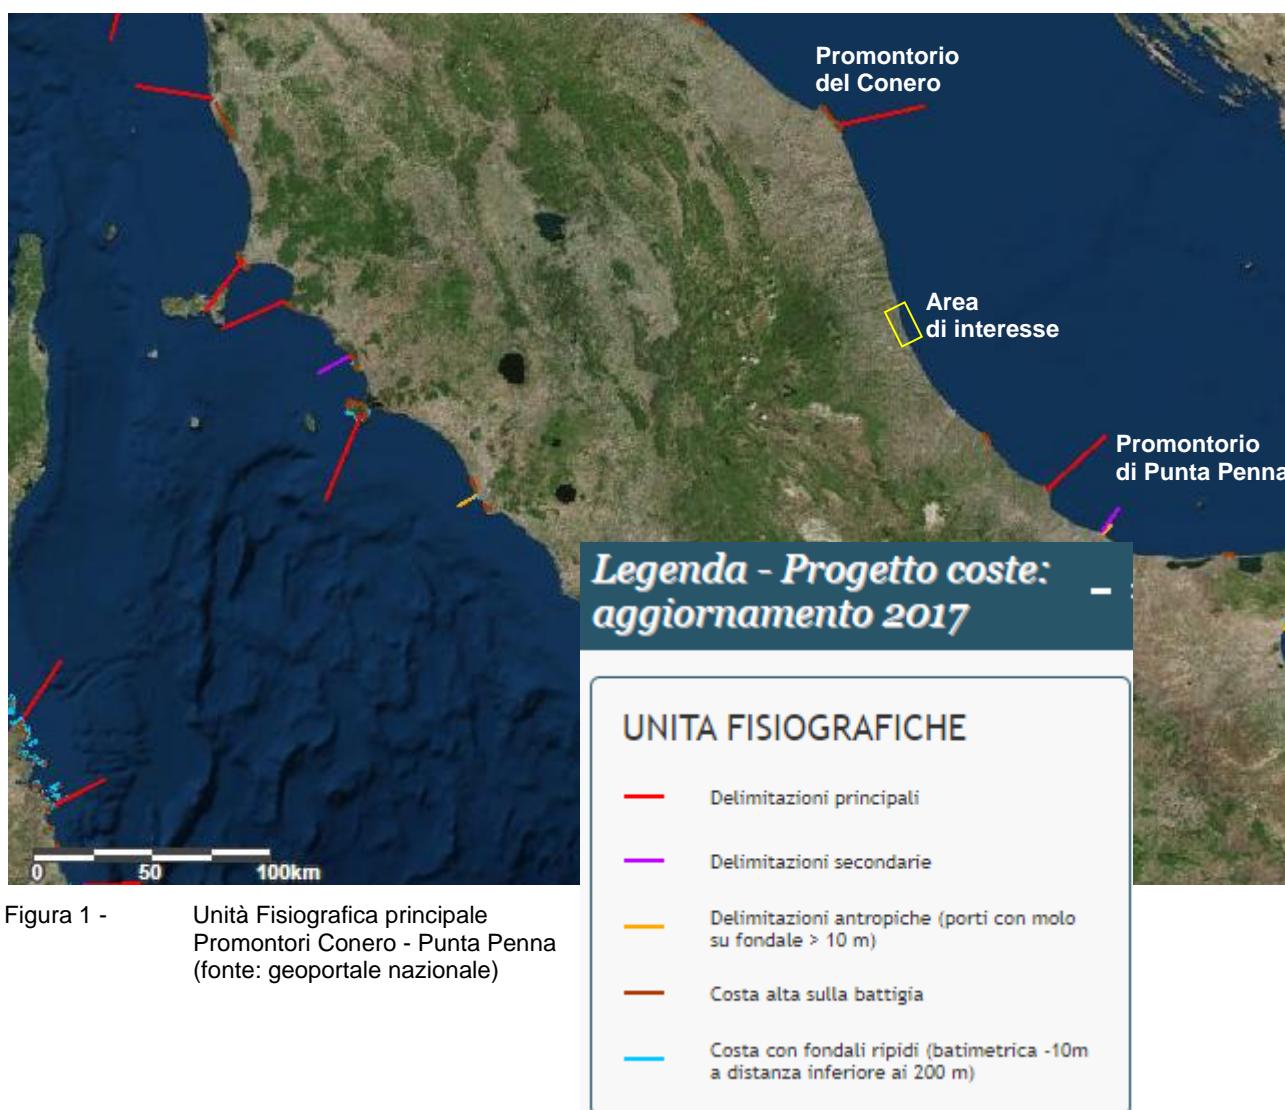 Promontorio
del Conero
Area
di interesse
Promontorio
di Punta Penna
0 50 100km
Legenda - Progetto coste:
aggiornamento 2017
UNITA FISIOGRAFICHE
Delimitazioni principali
Delimitazioni secondarie
Delimitazioni antropiche (porti con molo
su fondale > 10 m)
Costa alta sulla battigia
Costa con fondali ripidi (batimetrica -10m
a distanza inferiore ai 200 m)
Figura 1 - Unità Fisiografica principale
Promontori Conero - Punta Penna
(fonte: geoportale nazionale)